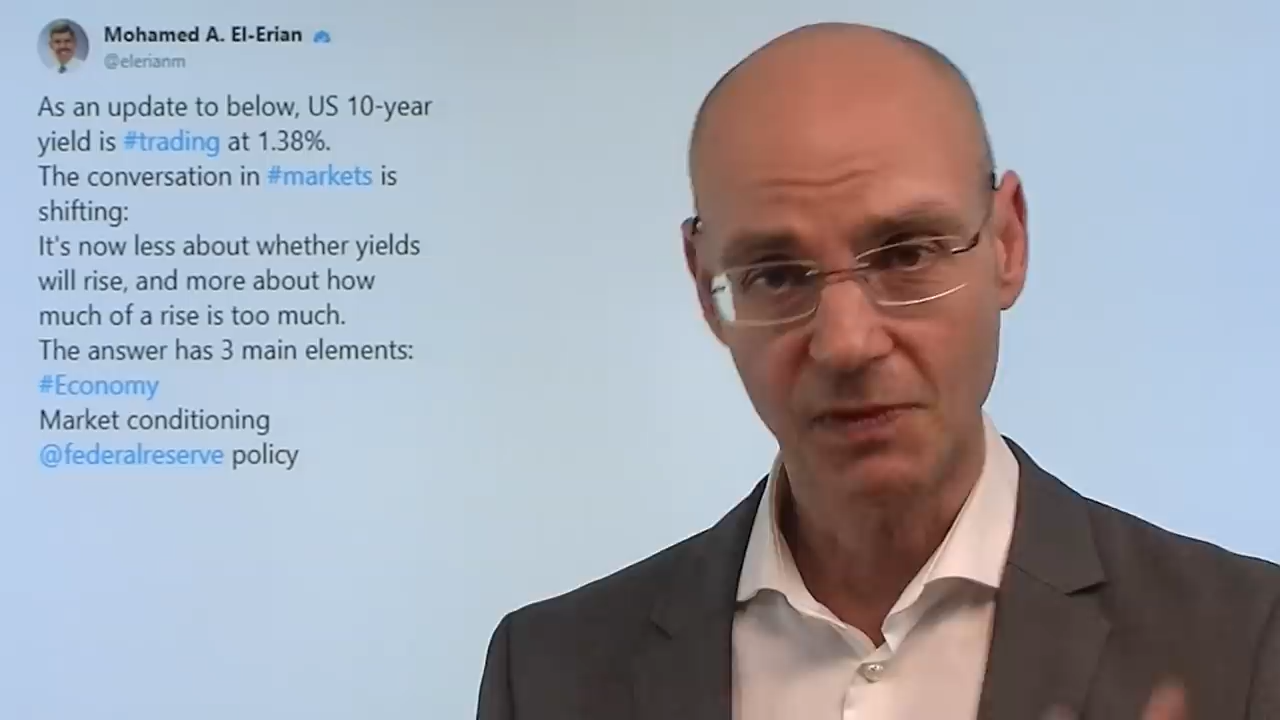 Mohamed A. El-Erian
@elerianm
As an update to below, US 10-year
yield is #trading at 1.38%.
The conversation in #markets is
shifting:
It's now less about whether yields
will rise, and more about how
much of a rise is too much.
The answer has 3 main elements:
#Economy
Market conditioning
@federalreserve policy